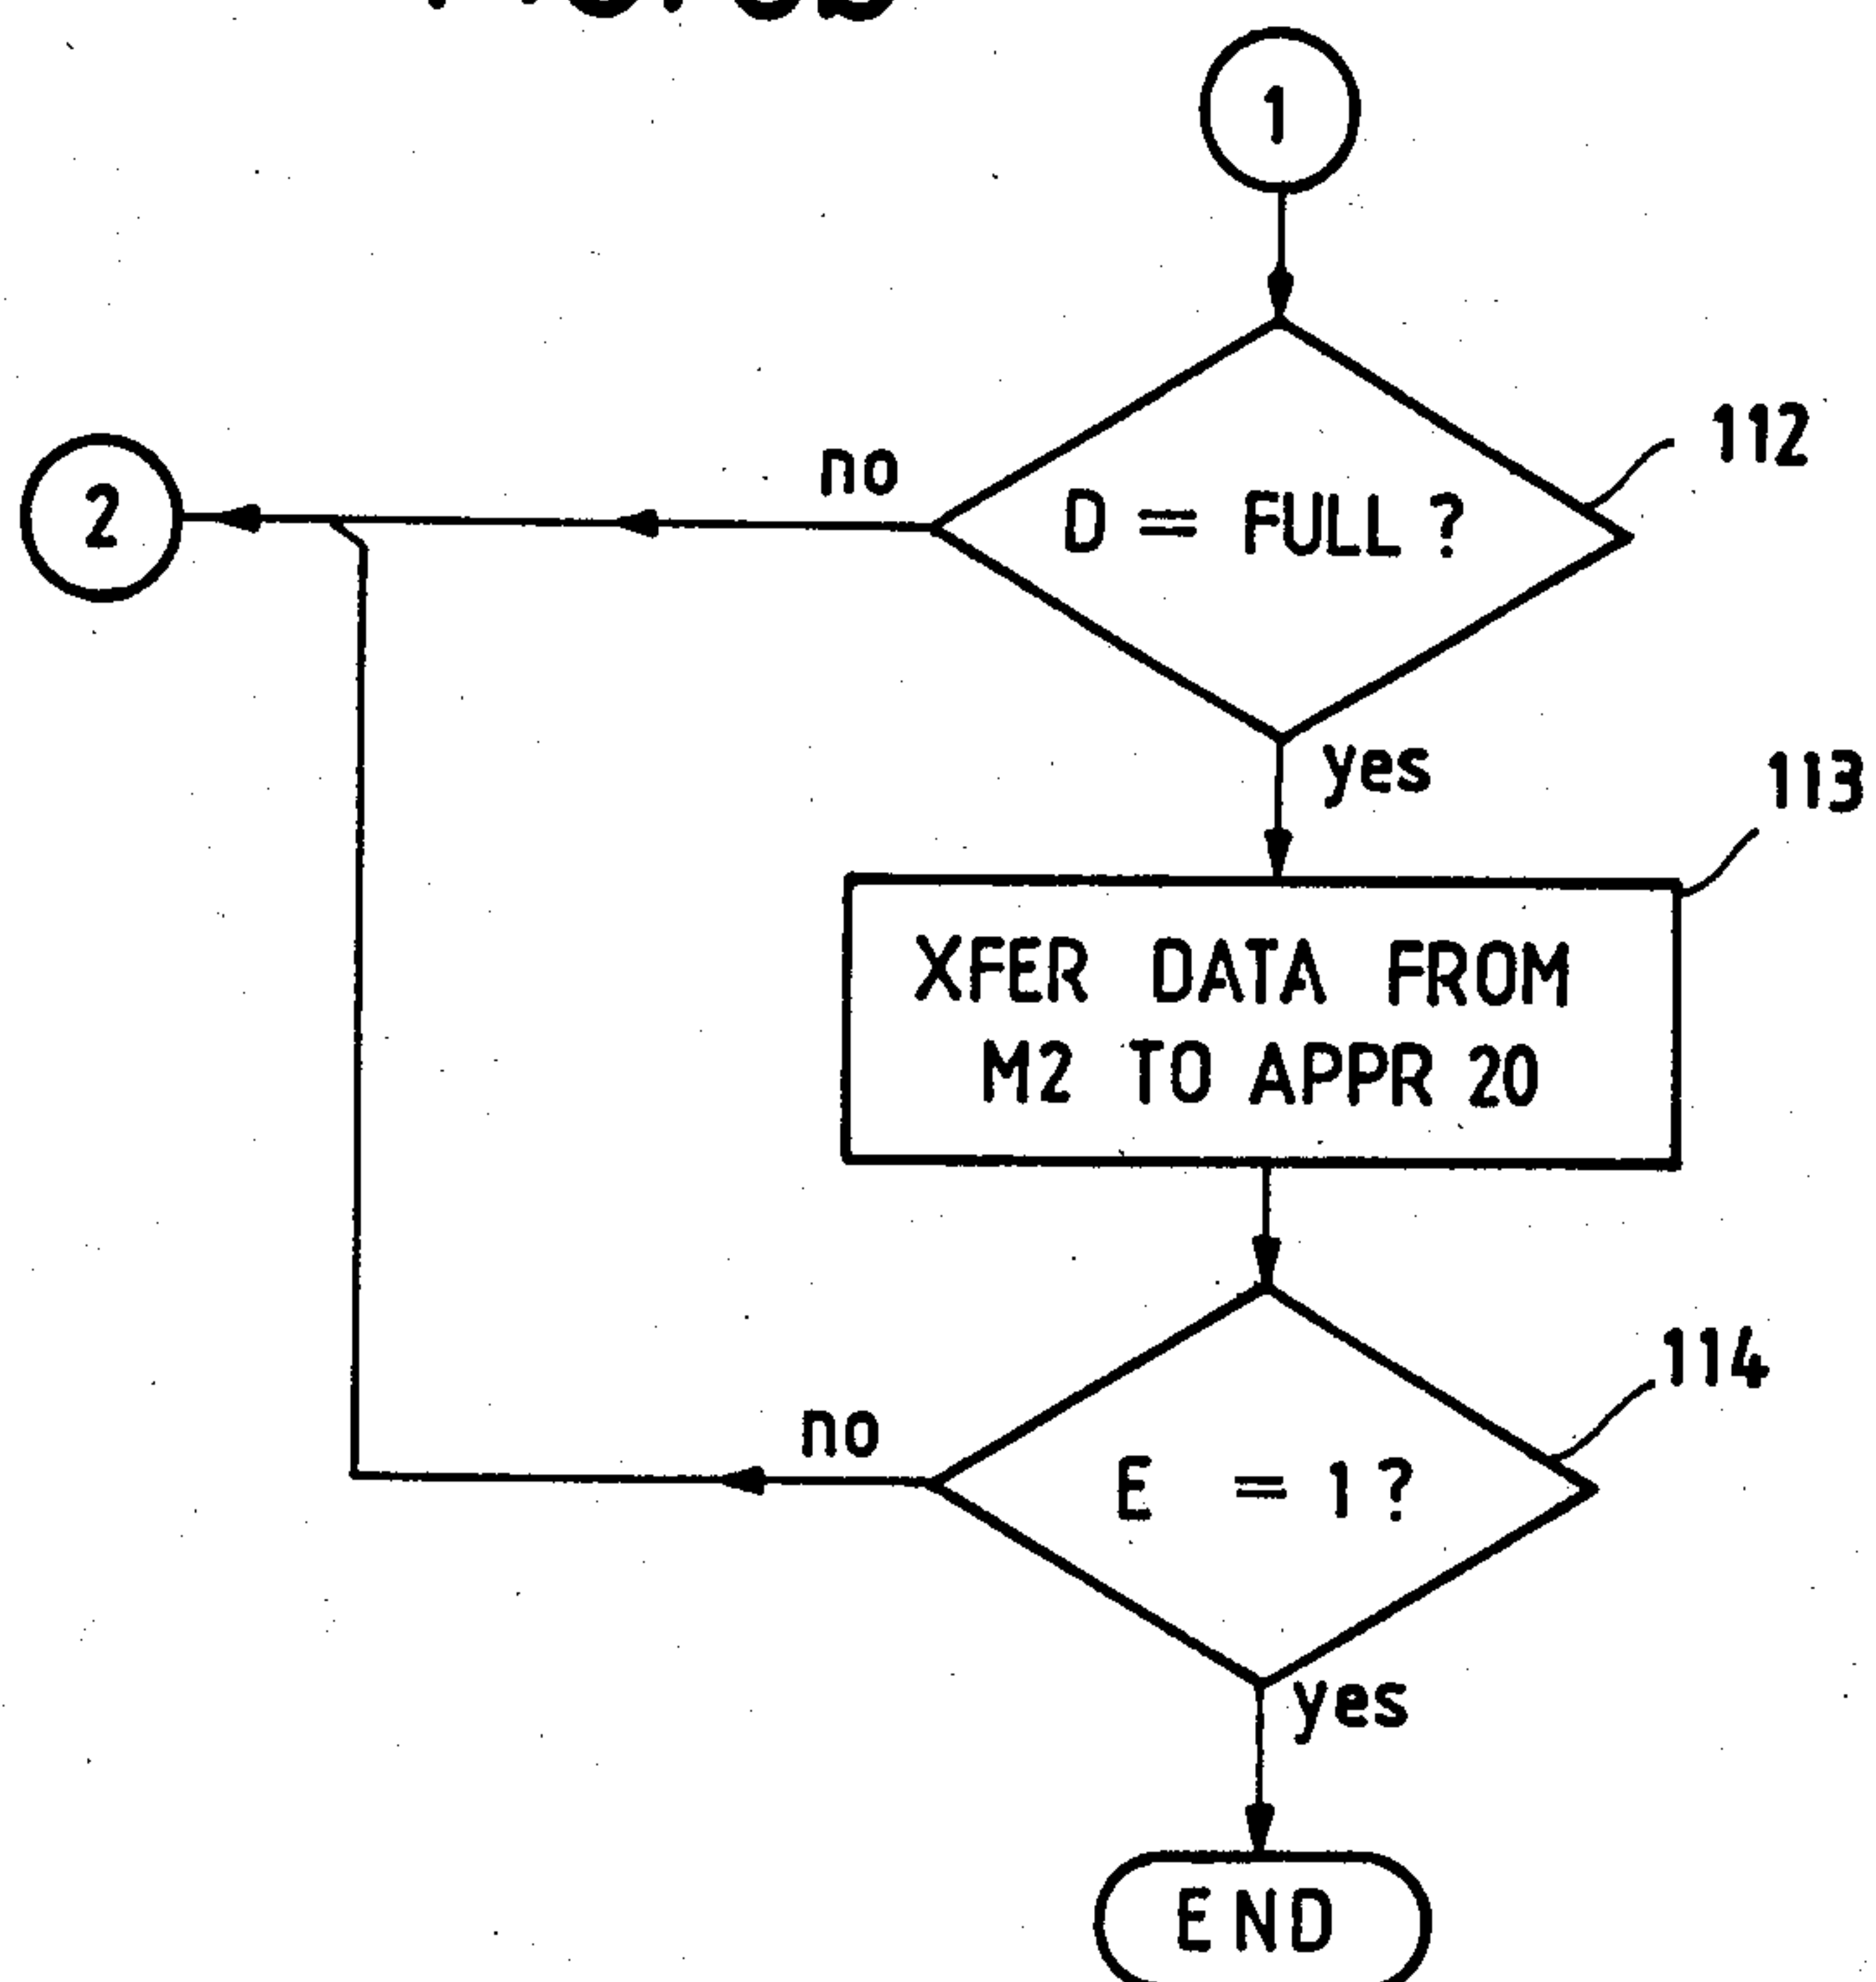 1
112
no
D = FULL ?
2
yes
113
XFER DATA FROM
M2 TO APPR 20
114
no
E = 1 ?
yes
END